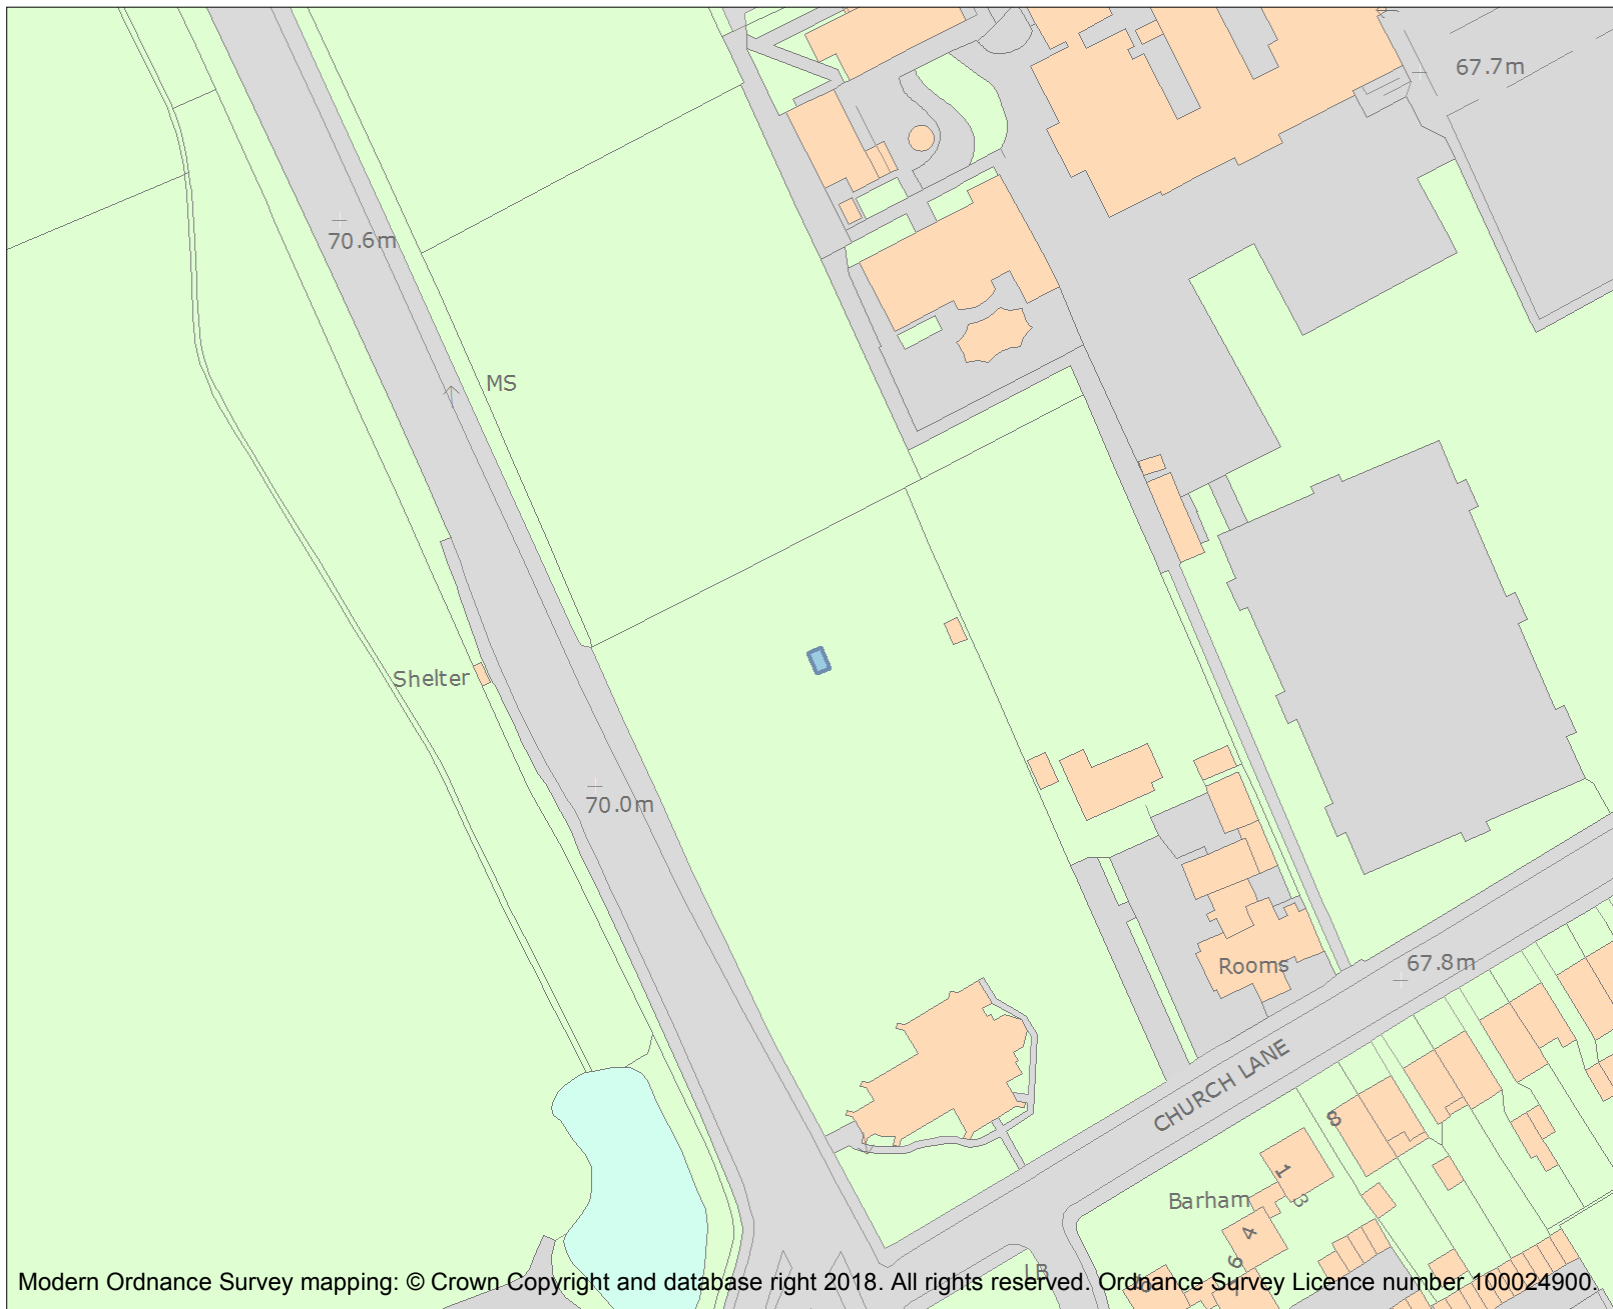 67.7m
70.6m
MS
Shelter
70.0m
Rooms
67.8m
CHURCH LANE
8
1
3
Barham
4
6
LB
Modern Ordnance Survey mapping: © Crown Copyright and database right 2018. All rights reserved. Ordnance Survey Licence number 100024900.